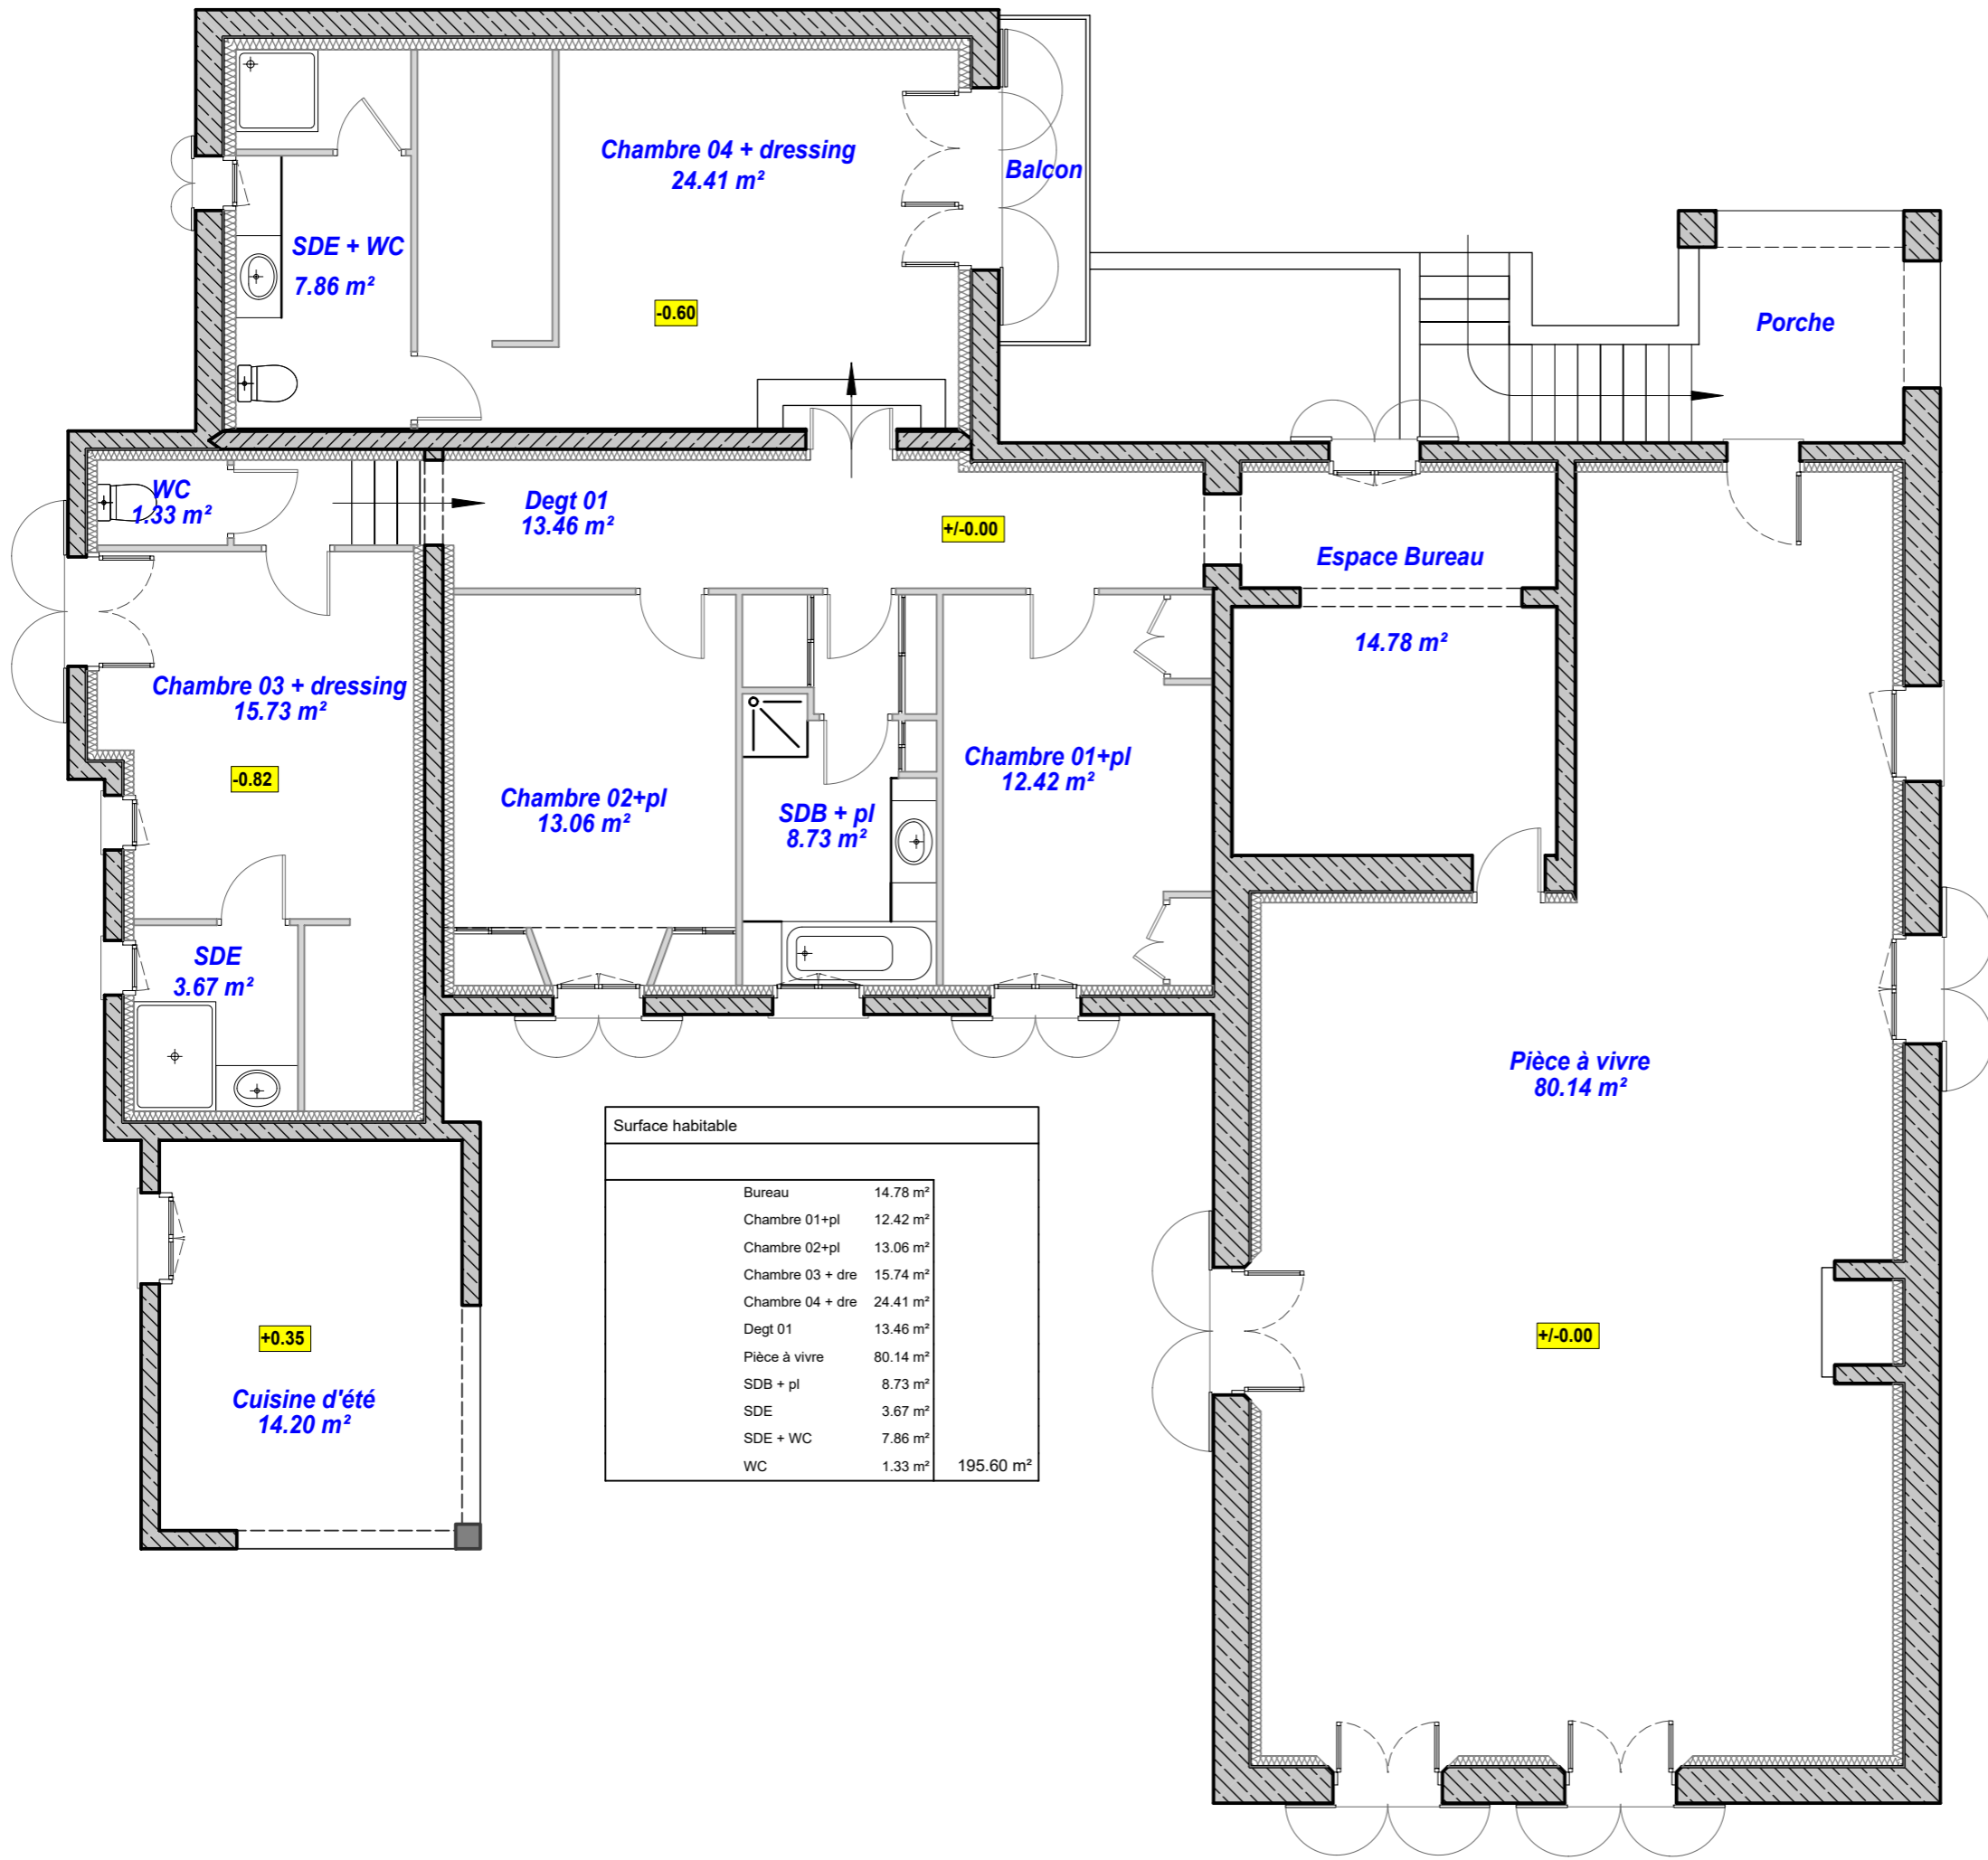 Chambre 04 + dressing
24.41 m²
Balcon
SDE + WC
7.86 m²
-0.60
Porche
WC
1.33 m²
Degt 01
13.46 m²
+/-0.00
Espace Bureau
14.78 m²
Chambre 03 + dressing
15.73 m²
-0.82
Chambre 02+pl
13.06 m²
SDB + pl
8.73 m²
Chambre 01+pl
12.42 m²
SDE
3.67 m²
Pièce à vivre
80.14 m²
Surface habitable
Bureau 14.78 m²
Chambre 01+pl 12.42 m²
Chambre 02+pl 13.06 m²
Chambre 03 + dre 15.74 m²
Chambre 04 + dre 24.41 m²
Degt 01 13.46 m²
Pièce à vivre 80.14 m²
SDB + pl 8.73 m²
SDE 3.67 m²
SDE + WC 7.86 m²
WC 1.33 m² 195.60 m²
+0.35
Cuisine d'été
14.20 m²
+/-0.00